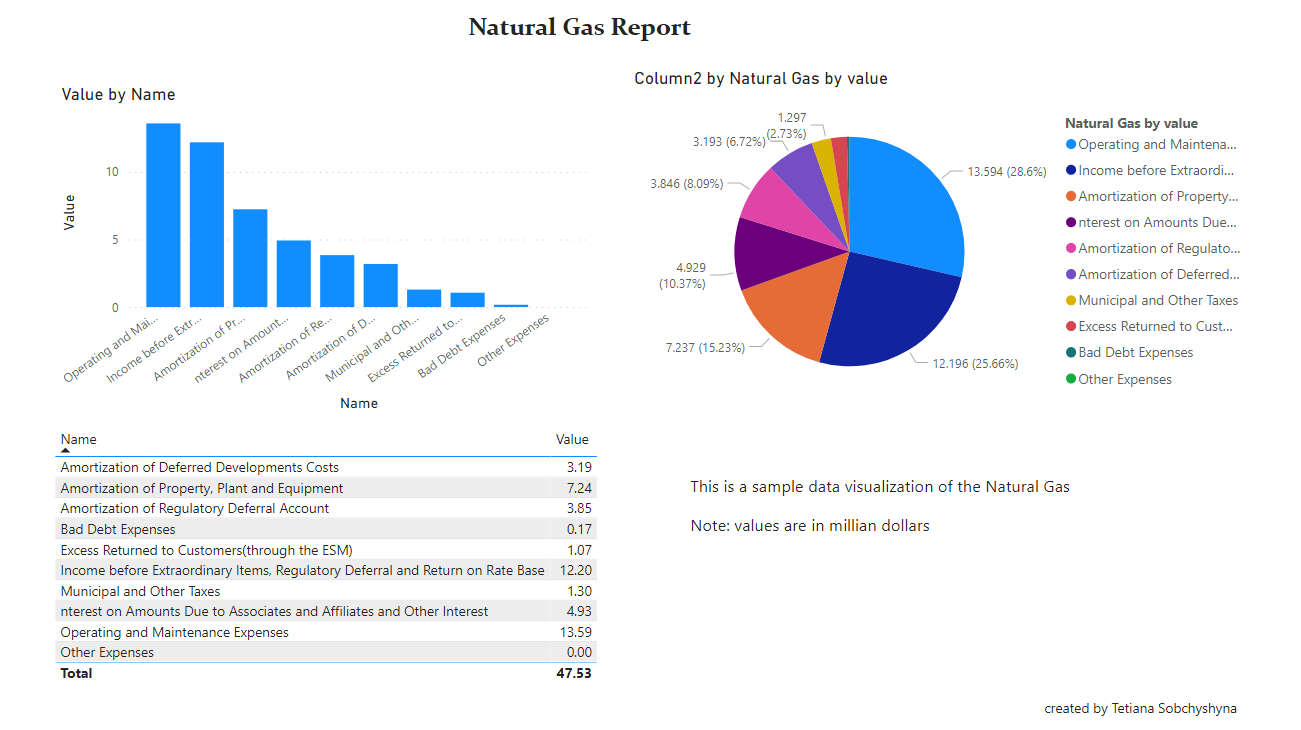 Natural Gas Report
Value by Name
Value
10
5
0
Operating and Mai...
Income before Extr...
Amortization of Pr...
nterest on Amount...
Amortization of Re...
Amortization of D...
Municipal and Oth...
Excess Returned to...
Bad Debt Expenses
Other Expenses
Name
Column2 by Natural Gas by value
1.297
(2.73%)
3.193 (6.72%)
3.846 (8.09%)
4.929
(10.37%)
7.237 (15.23%)
12.196 (25.66%)
13.594 (28.6%)
Natural Gas by value
Operating and Maintena...
Income before Extraordi...
Amortization of Property...
nterest on Amounts Due...
Amortization of Regulato...
Amortization of Deferred...
Municipal and Other Taxes
Excess Returned to Cust...
Bad Debt Expenses
Other Expenses
Name Value
Amortization of Deferred Developments Costs 3.19
Amortization of Property, Plant and Equipment 7.24
Amortization of Regulatory Deferral Account 3.85
Bad Debt Expenses 0.17
Excess Returned to Customers(through the ESM) 1.07
Income before Extraordinary Items, Regulatory Deferral and Return on Rate Base 12.20
Municipal and Other Taxes 1.30
nterest on Amounts Due to Associates and Affiliates and Other Interest 4.93
Operating and Maintenance Expenses 13.59
Other Expenses 0.00
Total 47.53
This is a sample data visualization of the Natural Gas
Note: values are in millian dollars
created by Tetiana Sobchyshyna